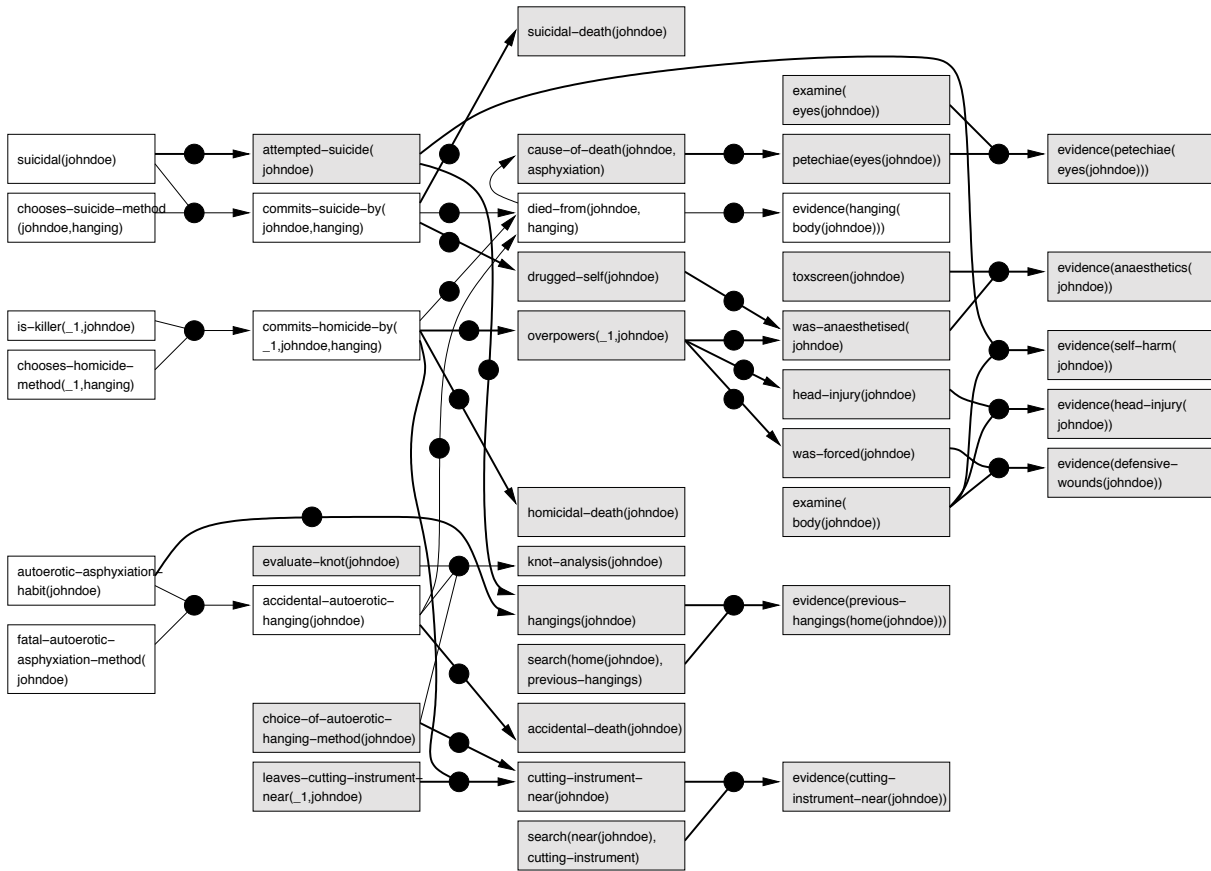 suicidal(johndoe)
chooses–suicide–method
(johndoe,hanging)
is–killer(_1,johndoe)
chooses–homicide–
method(_1,hanging)
autoerotic–asphyxiation–
habit(johndoe)
fatal–autoerotic–
asphyxiation–method(
johndoe)
attempted–suicide(
johndoe)
commits–suicide–by(
johndoe,hanging)
commits–homicide–by(
_1,johndoe,hanging)
evaluate–knot(johndoe)
accidental–autoerotic–
hanging(johndoe)
choice–of–autoerotic–
hanging–method(johndoe)
leaves–cutting–instrument–
near(_1,johndoe)
suicidal–death(johndoe)
cause–of–death(johndoe,
asphyxiation)
died–from(johndoe,
hanging)
drugged–self(johndoe)
overpowers(_1,johndoe)
homicidal–death(johndoe)
knot–analysis(johndoe)
hangings(johndoe)
search(home(johndoe),
previous–hangings)
accidental–death(johndoe)
cutting–instrument–
near(johndoe)
search(near(johndoe),
cutting–instrument)
examine(
eyes(johndoe))
petechiae(eyes(johndoe))
evidence(hanging(
body(johndoe)))
toxscreen(johndoe)
was–anaesthetised(
johndoe)
head–injury(johndoe)
was–forced(johndoe)
examine(
body(johndoe))
evidence(previous–
hangings(home(johndoe)))
evidence(cutting–
instrument–near(johndoe))
evidence(petechiae(
eyes(johndoe)))
evidence(anaesthetics(
johndoe))
evidence(self–harm(
johndoe))
evidence(head–injury(
johndoe))
evidence(defensive–
wounds(johndoe))